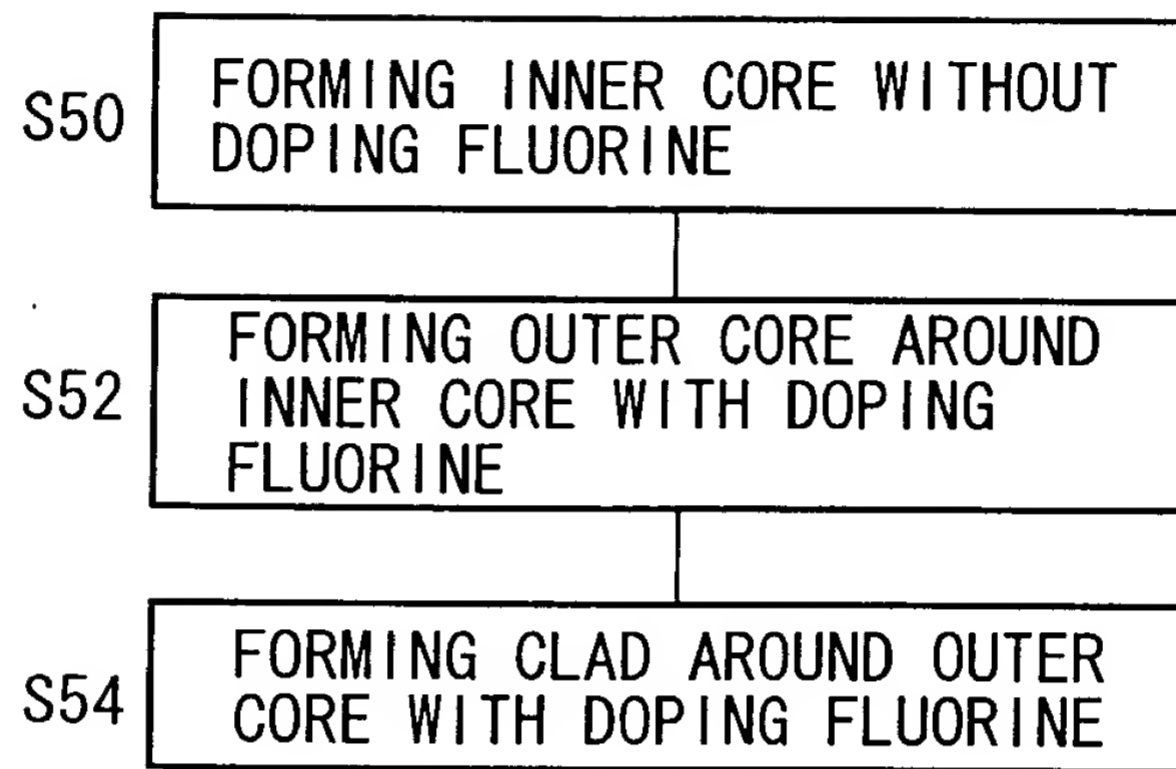 S50
FORMING INNER CORE WITHOUT
DOPING FLUORINE
S52
FORMING OUTER CORE AROUND
INNER CORE WITH DOPING
FLUORINE
S54
FORMING CLAD AROUND OUTER
CORE WITH DOPING FLUORINE